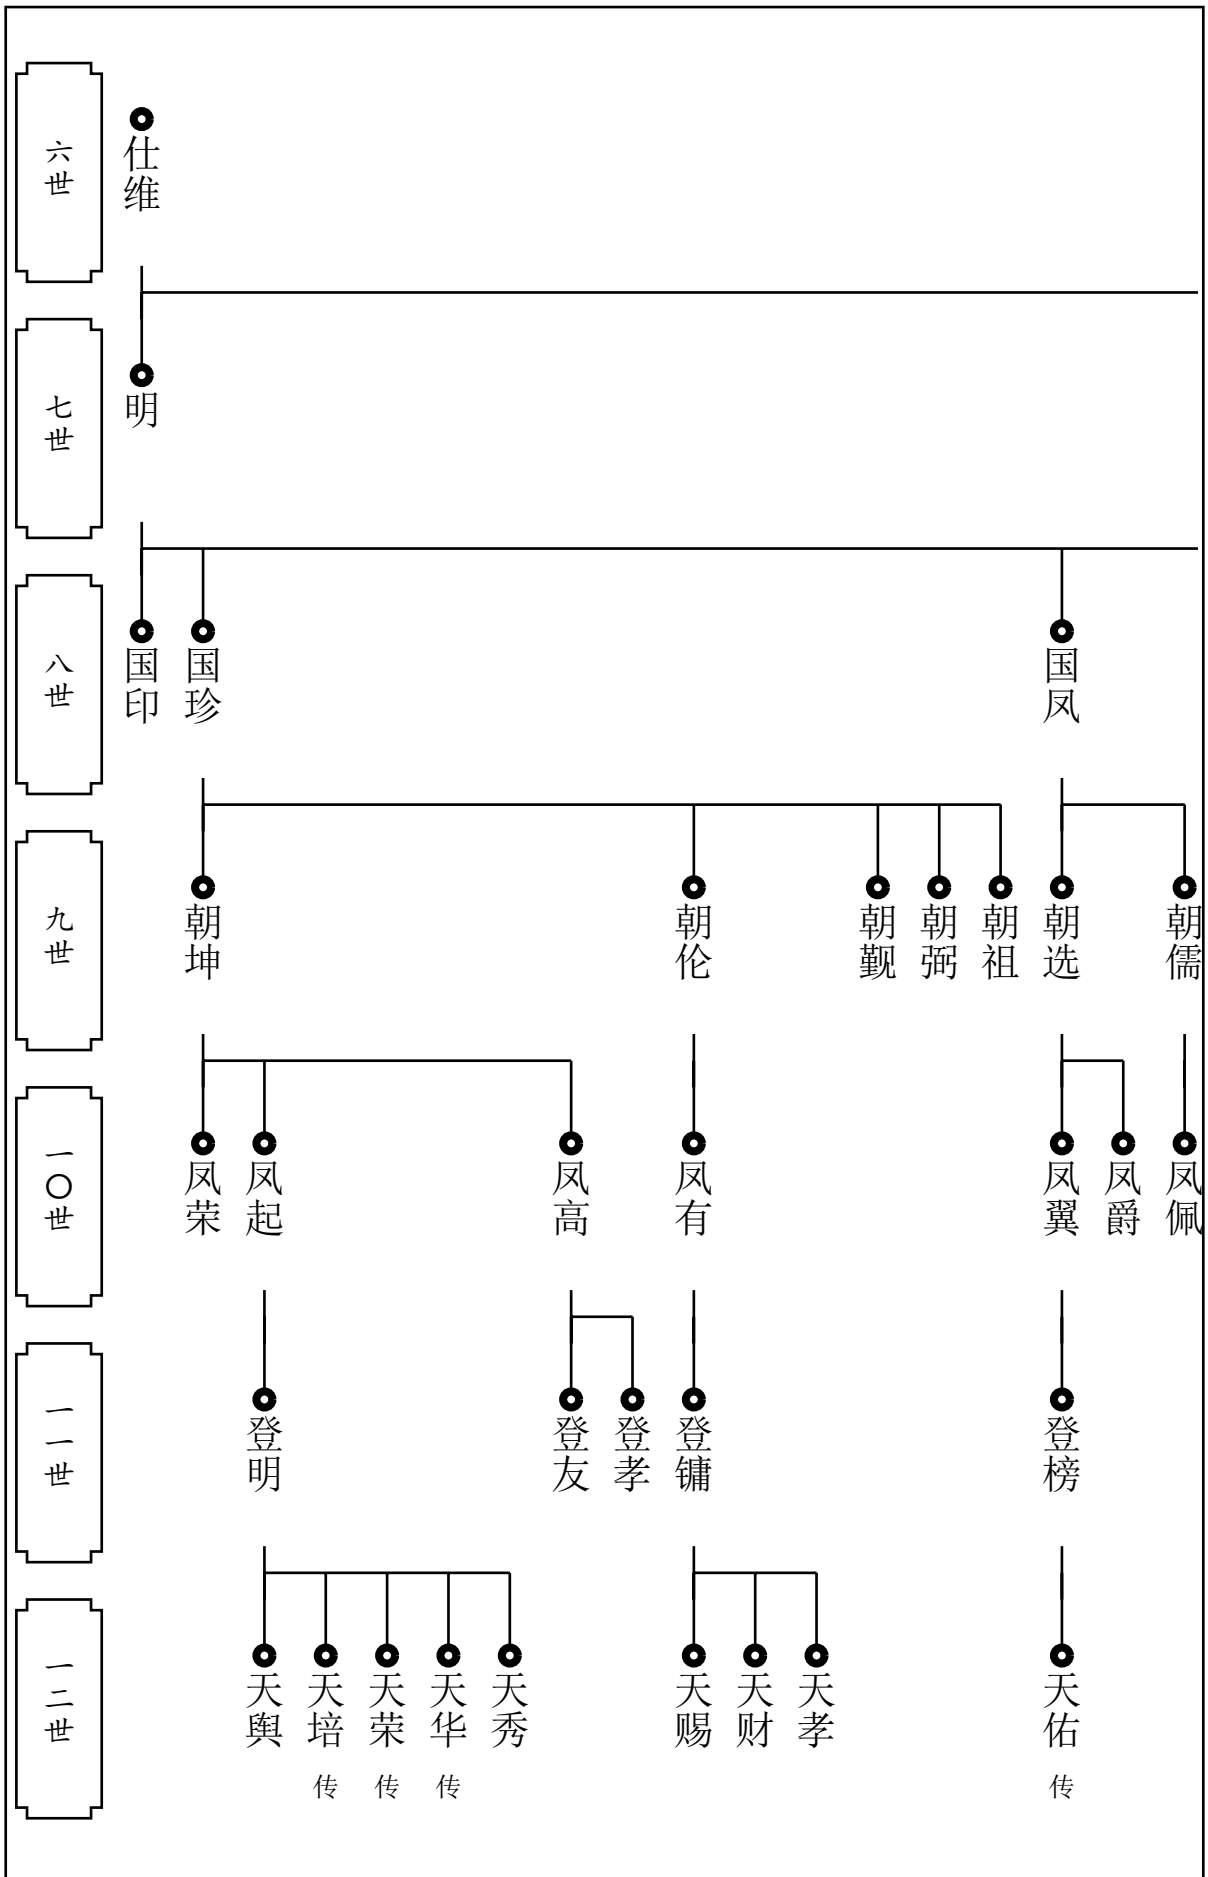 六世
仕维
七世
明
八世
国印
国珍
国凤
九世
朝坤
朝伦
朝觐
朝弼
朝祖
朝选
朝儒
一〇世
凤荣
凤起
凤高
凤有
凤翼
凤爵
凤佩
一一世
登明
登友
登孝
登镛
登榜
一二世
天舆
天培
传
天荣
传
天华
传
天秀
天赐
天财
天孝
天佑
传